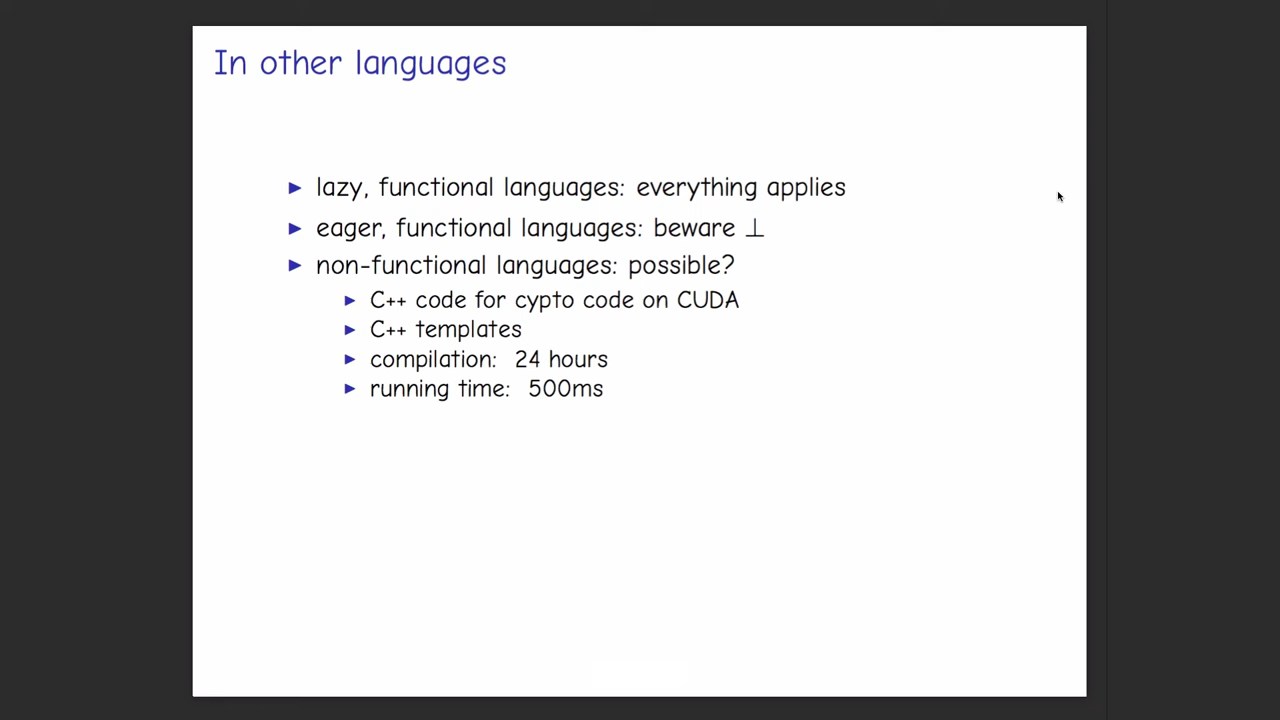 In other languages
lazy, functional languages: everything applies
eager, functional languages: beware ⊥
non-functional languages: possible?
C++ code for cypto code on CUDA
C++ templates
compilation: 24 hours
running time: 500ms